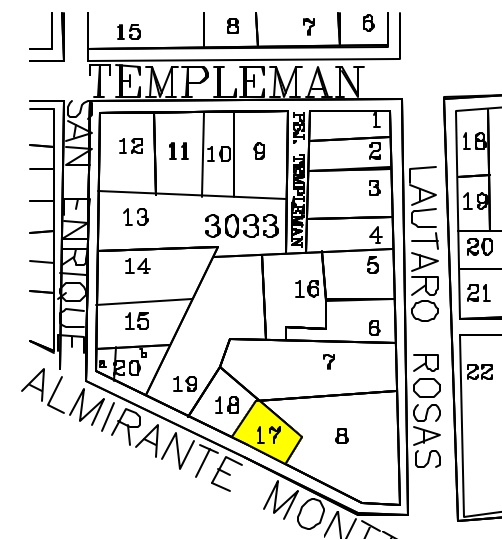 15 8 7 6
TEMPLEMAN
SAN ENRIQUE
12 11 10 9
PSJ. TEMPLEMAN
1
2
3
4
13 3033
14
15
16
5
6
a 20 b
19
18
17
7
8
LAUTARO ROSAS
18
19
20
21
22
ALMIRANTE MONTT